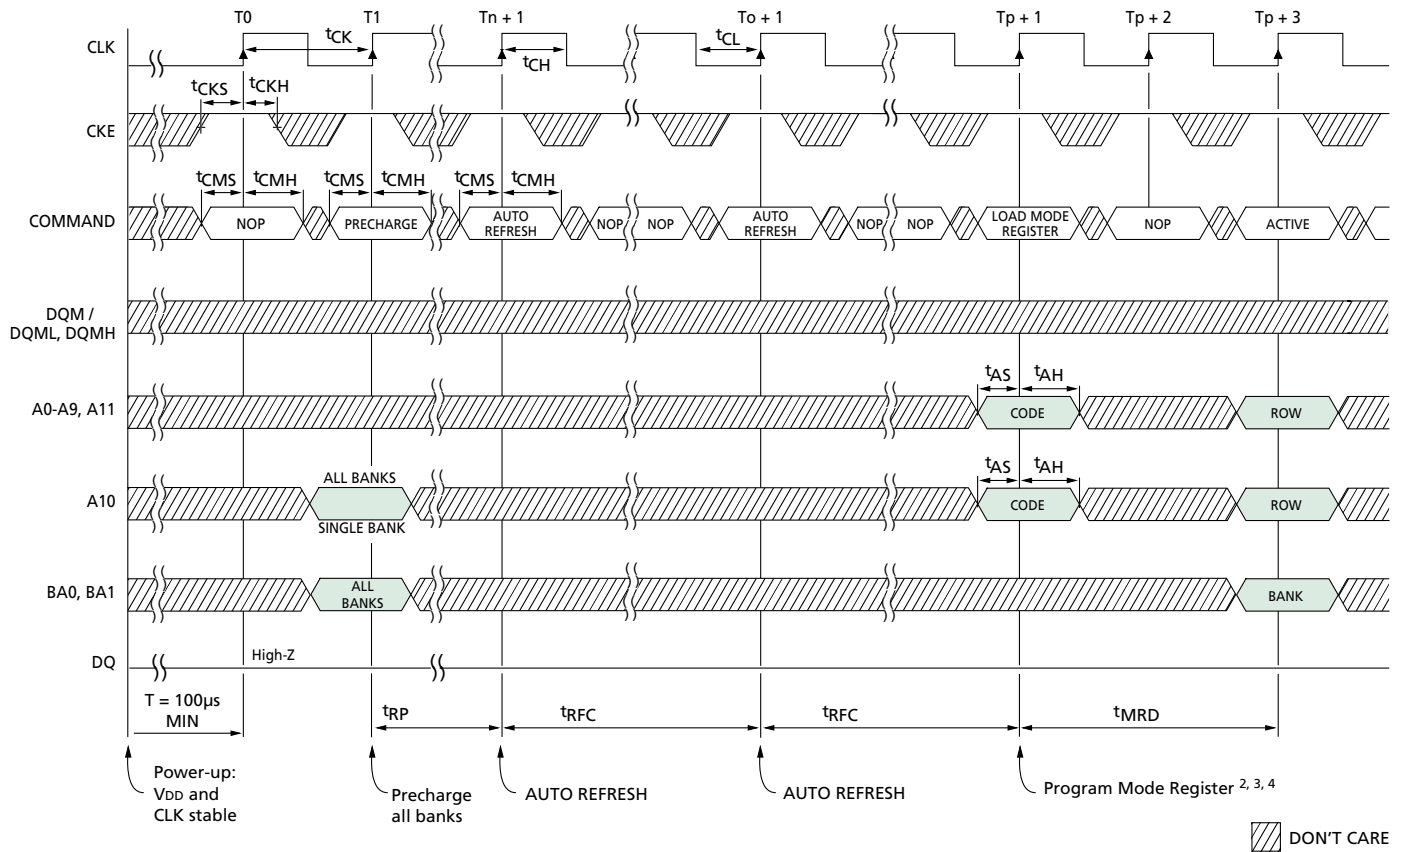 T0 T1 Tn + 1 To + 1 Tp + 1 Tp + 2 Tp + 3
CLK
tCK
tCH
tCL
tCKS tCKH
CKE
tCMS tCMH tCMS tCMH tCMS tCMH
COMMAND
NOP
PRECHARGE
AUTO
REFRESH
NOP
NOP
AUTO
REFRESH
NOP
NOP
LOAD MODE
REGISTER
NOP
ACTIVE
DQM /
DQML, DQMH
tAS tAH
A0-A9, A11
CODE
ROW
ALL BANKS
tAS tAH
A10
CODE
ROW
SINGLE BANK
BA0, BA1
ALL
BANKS
BANK
DQ
High-Z
T = 100μs
MIN
tRP
tRFC
tRFC
tMRD
Power-up:
VDD and
CLK stable
Precharge
all banks
AUTO REFRESH
AUTO REFRESH
Program Mode Register 2, 3, 4
DON'T CARE